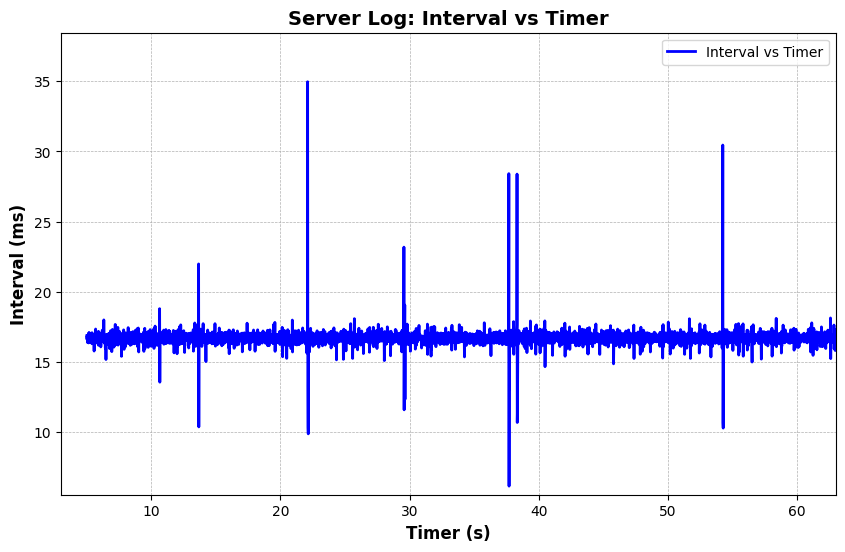 Server Log: Interval vs Timer
Interval vs Timer
35
30
25
20
15
10
Interval (ms)
10 20 30 40 50 60
Timer (s)